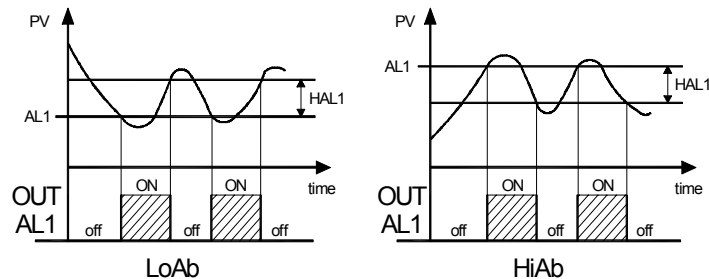 PV
AL1
HAL1
time
OUT
AL1
off ON off ON off
LoAb
PV
AL1
HAL1
time
OUT
AL1
off ON off ON off
HiAb